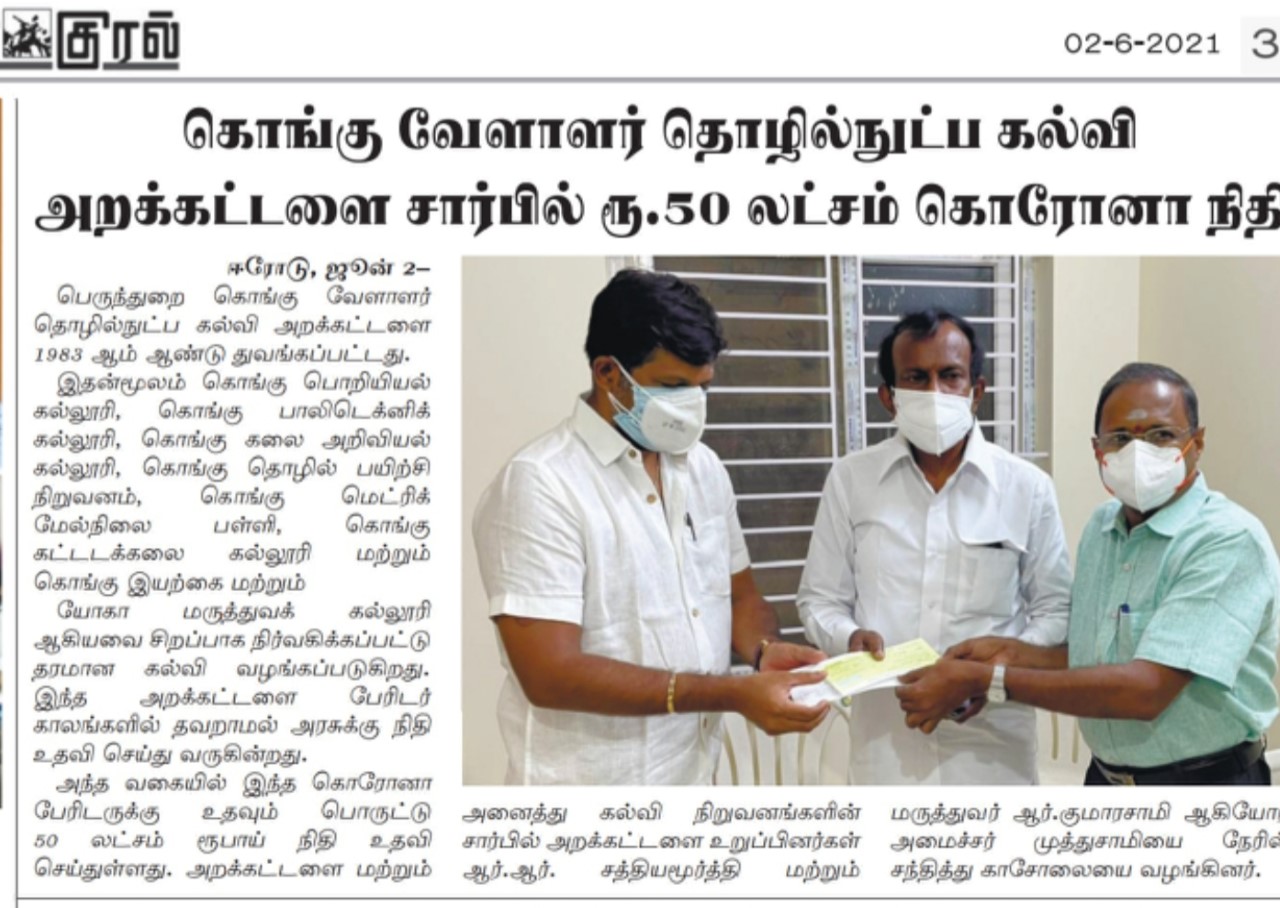 குரல்
02-6-2021 3
கொங்கு வேளாளர் தொழில்நுட்ப கல்வி
அறக்கட்டளை சார்பில் ரூ.50 லட்சம் கொரோனா நிதி
ஈரோடு, ஜூன் 2–
பெருந்துறை கொங்கு வேளாளர்
தொழில்நுட்ப கல்வி அறக்கட்டளை
1983 ஆம் ஆண்டு துவங்கப்பட்டது.
இதன்மூலம் கொங்கு பொறியியல்
கல்லூரி, கொங்கு பாலிடெக்னிக்
கல்லூரி, கொங்கு கலை அறிவியல்
கல்லூரி, கொங்கு தொழில் பயிற்சி
நிறுவனம், கொங்கு மெட்ரிக்
மேல்நிலை பள்ளி, கொங்கு
கட்டடக்கலை கல்லூரி மற்றும்
கொங்கு இயற்கை மற்றும்
யோகா மருத்துவக் கல்லூரி
ஆகியவை சிறப்பாக நிர்வகிக்கப்பட்டு
தரமான கல்வி வழங்கப்படுகிறது.
இந்த அறக்கட்டளை பேரிடர்
காலங்களில் தவறாமல் அரசுக்கு நிதி
உதவி செய்து வருகின்றது.
அந்த வகையில் இந்த கொரோனா
பேரிடருக்கு உதவும் பொருட்டு
50 லட்சம் ரூபாய் நிதி உதவி
செய்துள்ளது. அறக்கட்டளை மற்றும்
அனைத்து கல்வி நிறுவனங்களின்
சார்பில் அறக்கட்டளை உறுப்பினர்கள்
ஆர்.ஆர். சத்தியமூர்த்தி மற்றும்
மருத்துவர் ஆர்.குமாரசாமி ஆகியோ
அமைச்சர் முத்துசாமியை நேரில்
சந்தித்து காசோலையை வழங்கினர்.